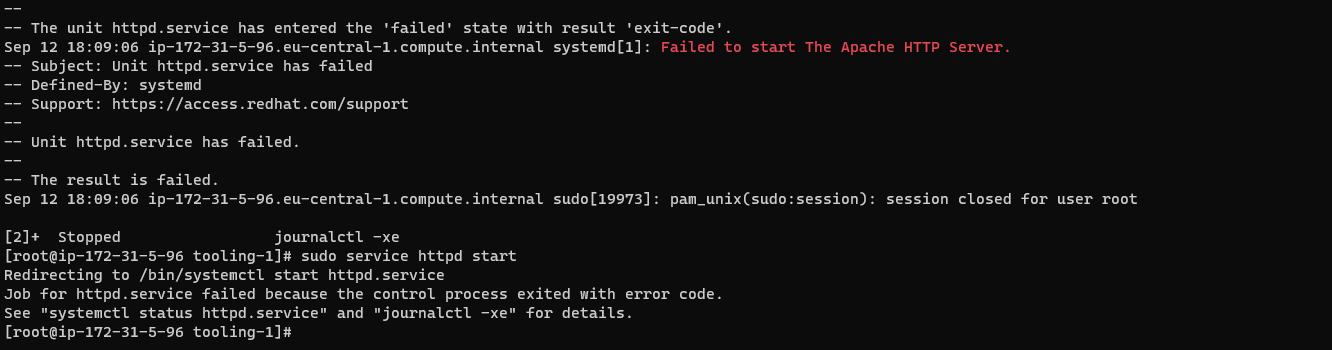 --
-- The unit httpd.service has entered the 'failed' state with result 'exit-code'.
Sep 12 18:09:06 ip-172-31-5-96.eu-central-1.compute.internal systemd[1]: Failed to start The Apache HTTP Server.
-- Subject: Unit httpd.service has failed
-- Defined-By: systemd
-- Support: https://access.redhat.com/support
--
-- Unit httpd.service has failed.
--
-- The result is failed.
Sep 12 18:09:06 ip-172-31-5-96.eu-central-1.compute.internal sudo[19973]: pam_unix(sudo:session): session closed for user root
[2]+  Stopped                 journalctl -xe
[root@ip-172-31-5-96 tooling-1]# sudo service httpd start
Redirecting to /bin/systemctl start httpd.service
Job for httpd.service failed because the control process exited with error code.
See "systemctl status httpd.service" and "journalctl -xe" for details.
[root@ip-172-31-5-96 tooling-1]#